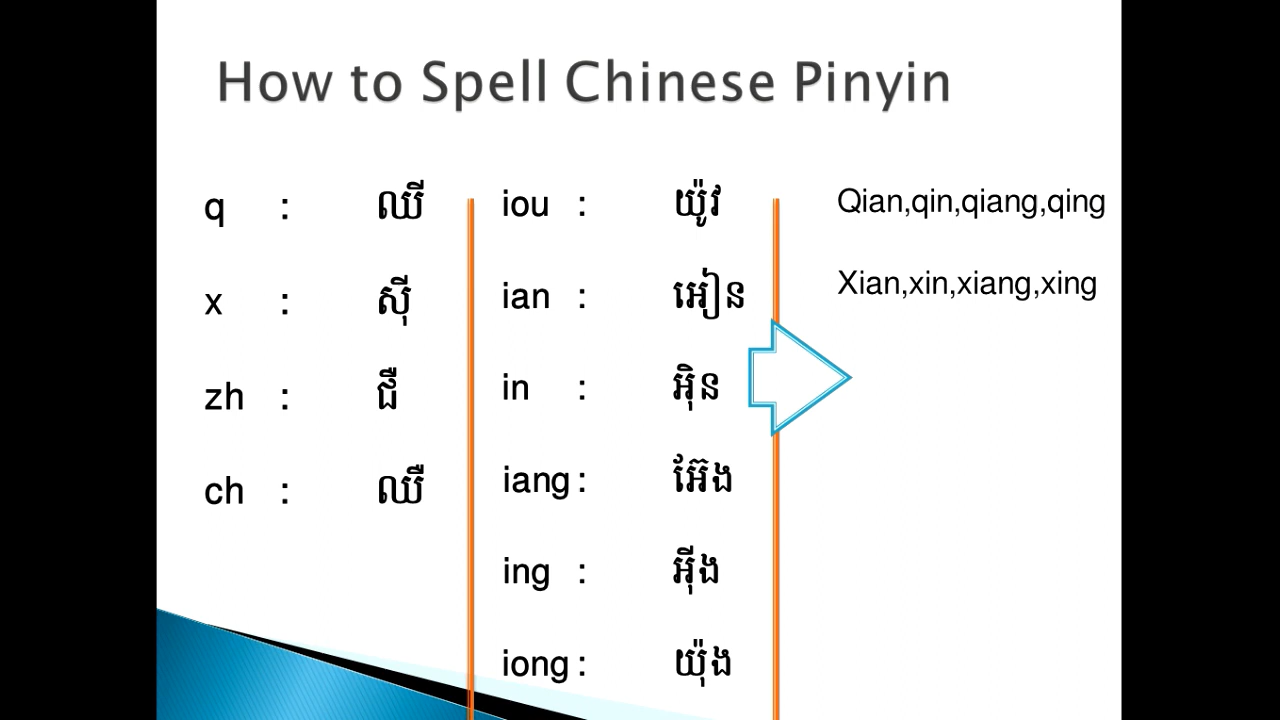 How to Spell Chinese Pinyin
q : ឈី
x : ស៊ី
zh : ជឺ
ch : ឈឺ
iou : យ៉ូវ
ian : អៀន
in : អ៊ិន
iang : អ៊ែង
ing : អ៊ីង
iong : យ៉ុង
Qian,qin,qiang,qing
Xian,xin,xiang,xing